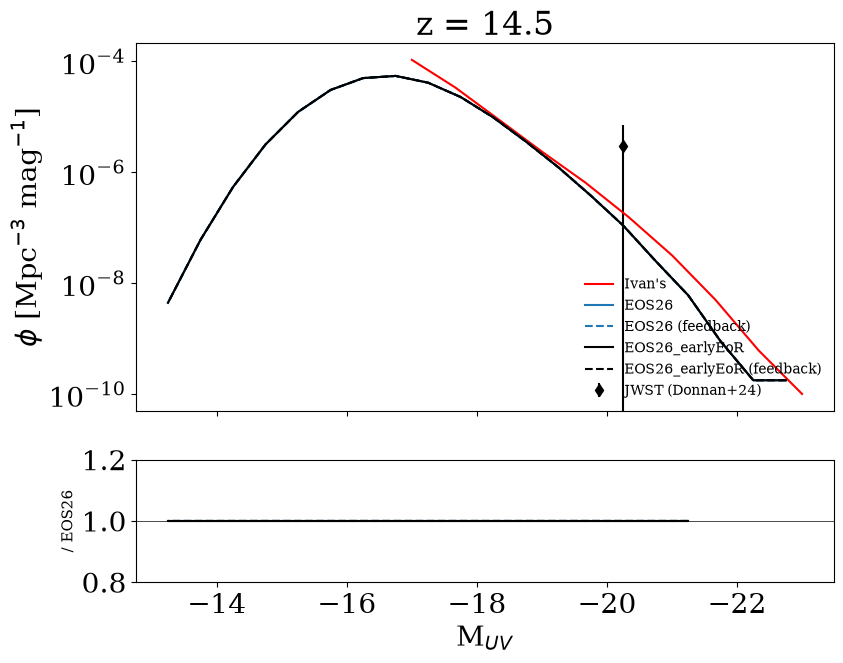 z = 14.5
10⁻⁴
10⁻⁶
10⁻⁸
10⁻¹⁰
ϕ [Mpc⁻³ mag⁻¹]
Ivan's
EOS26
EOS26 (feedback)
EOS26_earlyEoR
EOS26_earlyEoR (feedback)
JWST (Donnan+24)
1.2
1.0
0.8
/ EOS26
−14 −16 −18 −20 −22
M_UV